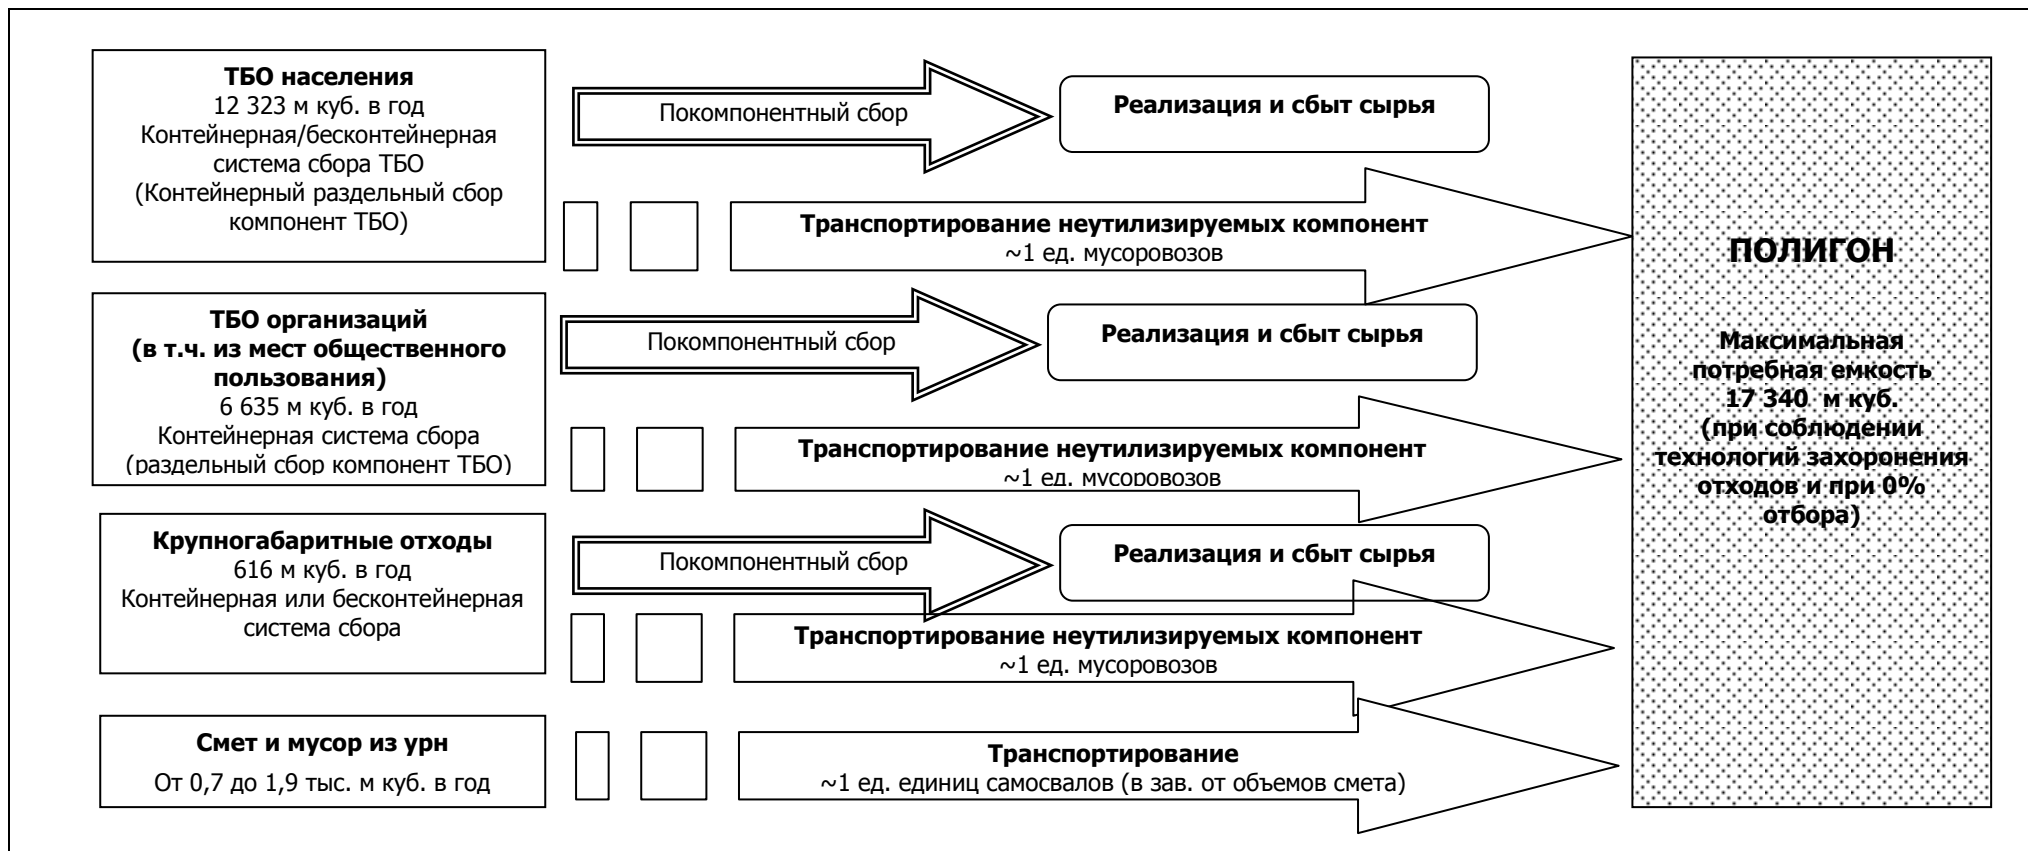 ТБО населения
12 323 м куб. в год
Контейнерная/бесконтейнерная
система сбора ТБО
(Контейнерный раздельный сбор
компонент ТБО)
Покомпонентный сбор
Реализация и сбыт сырья
Транспортирование неутилизируемых компонент
~1 ед. мусоровозов
ТБО организаций
(в т.ч. из мест общественного
пользования)
6 635 м куб. в год
Контейнерная система сбора
(раздельный сбор компонент ТБО)
Покомпонентный сбор
Реализация и сбыт сырья
Транспортирование неутилизируемых компонент
~1 ед. мусоровозов
Крупногабаритные отходы
616 м куб. в год
Контейнерная или бесконтейнерная
система сбора
Покомпонентный сбор
Реализация и сбыт сырья
Транспортирование неутилизируемых компонент
~1 ед. мусоровозов
Смет и мусор из урн
От 0,7 до 1,9 тыс. м куб. в год
Транспортирование
~1 ед. единиц самосвалов (в зав. от объемов смета)
ПОЛИГОН
Максимальная
потребная емкость
17 340 м куб.
(при соблюдении
технологий захоронения
отходов и при 0%
отбора)